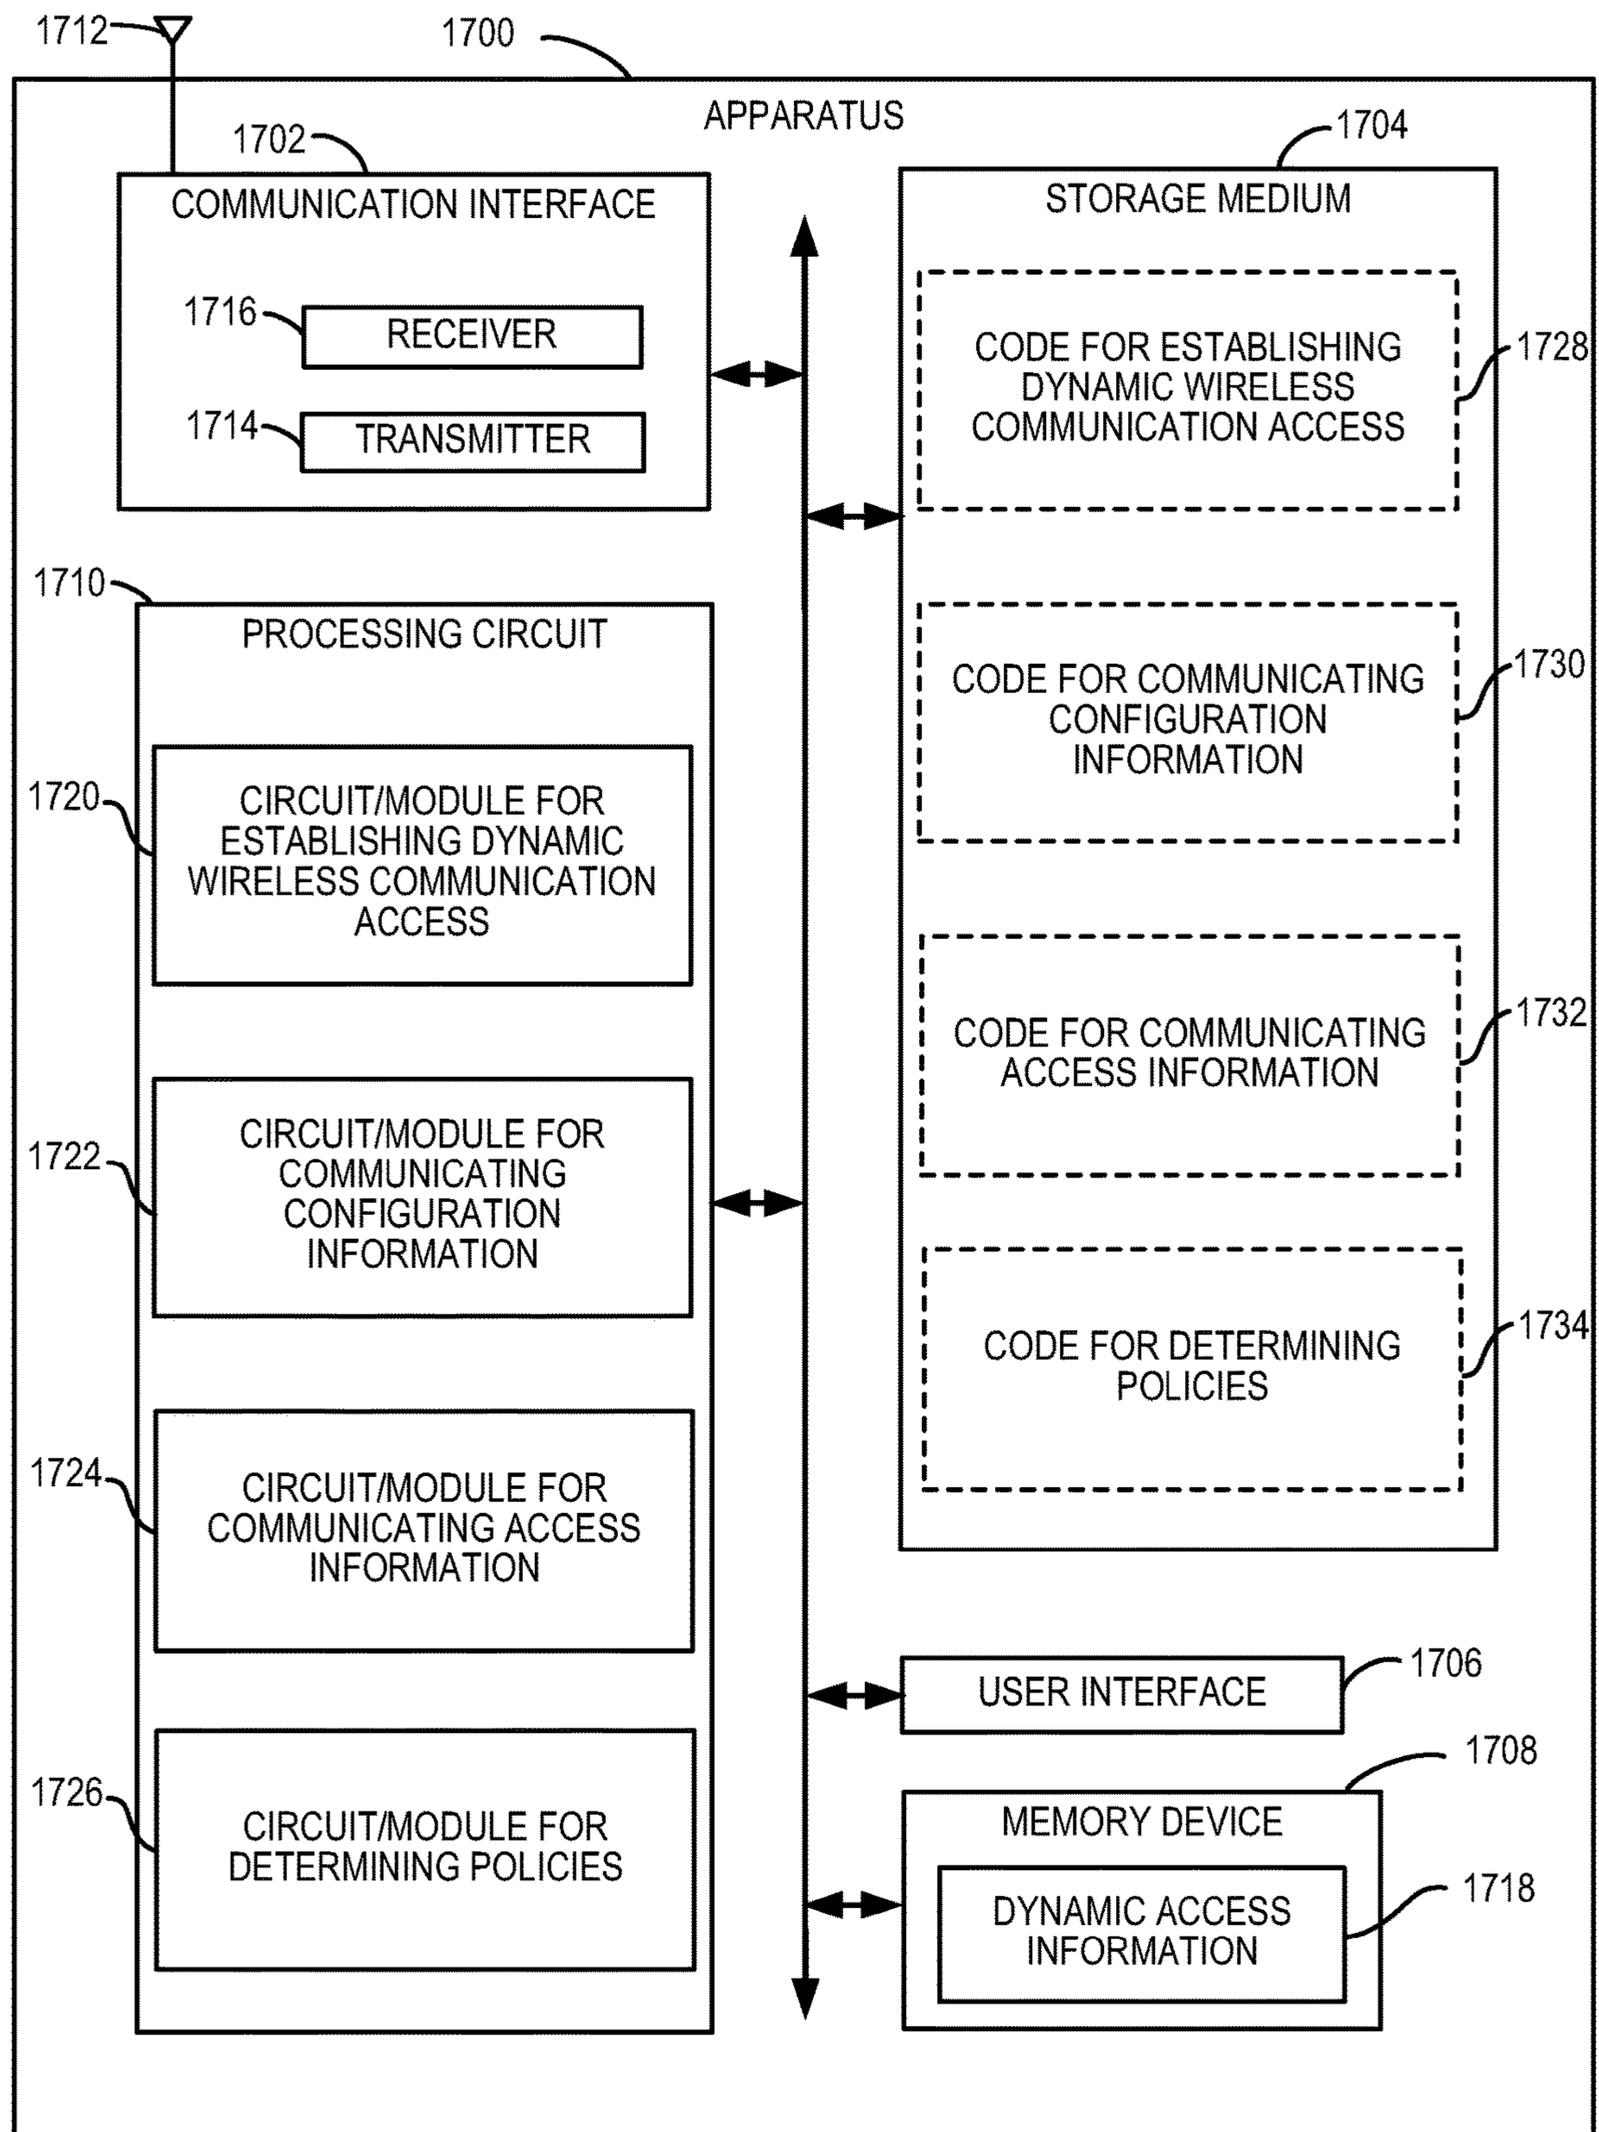 1712
1700
APPARATUS
1702
COMMUNICATION INTERFACE
1716
RECEIVER
1714
TRANSMITTER
1710
PROCESSING CIRCUIT
1720
CIRCUIT/MODULE FOR
ESTABLISHING DYNAMIC
WIRELESS COMMUNICATION
ACCESS
1722
CIRCUIT/MODULE FOR
COMMUNICATING
CONFIGURATION
INFORMATION
1724
CIRCUIT/MODULE FOR
COMMUNICATING ACCESS
INFORMATION
1726
CIRCUIT/MODULE FOR
DETERMINING POLICIES
1704
STORAGE MEDIUM
CODE FOR ESTABLISHING
DYNAMIC WIRELESS
COMMUNICATION ACCESS
1728
CODE FOR COMMUNICATING
CONFIGURATION
INFORMATION
1730
CODE FOR COMMUNICATING
ACCESS INFORMATION
1732
CODE FOR DETERMINING
POLICIES
1734
USER INTERFACE
1706
1708
MEMORY DEVICE
DYNAMIC ACCESS
INFORMATION
1718